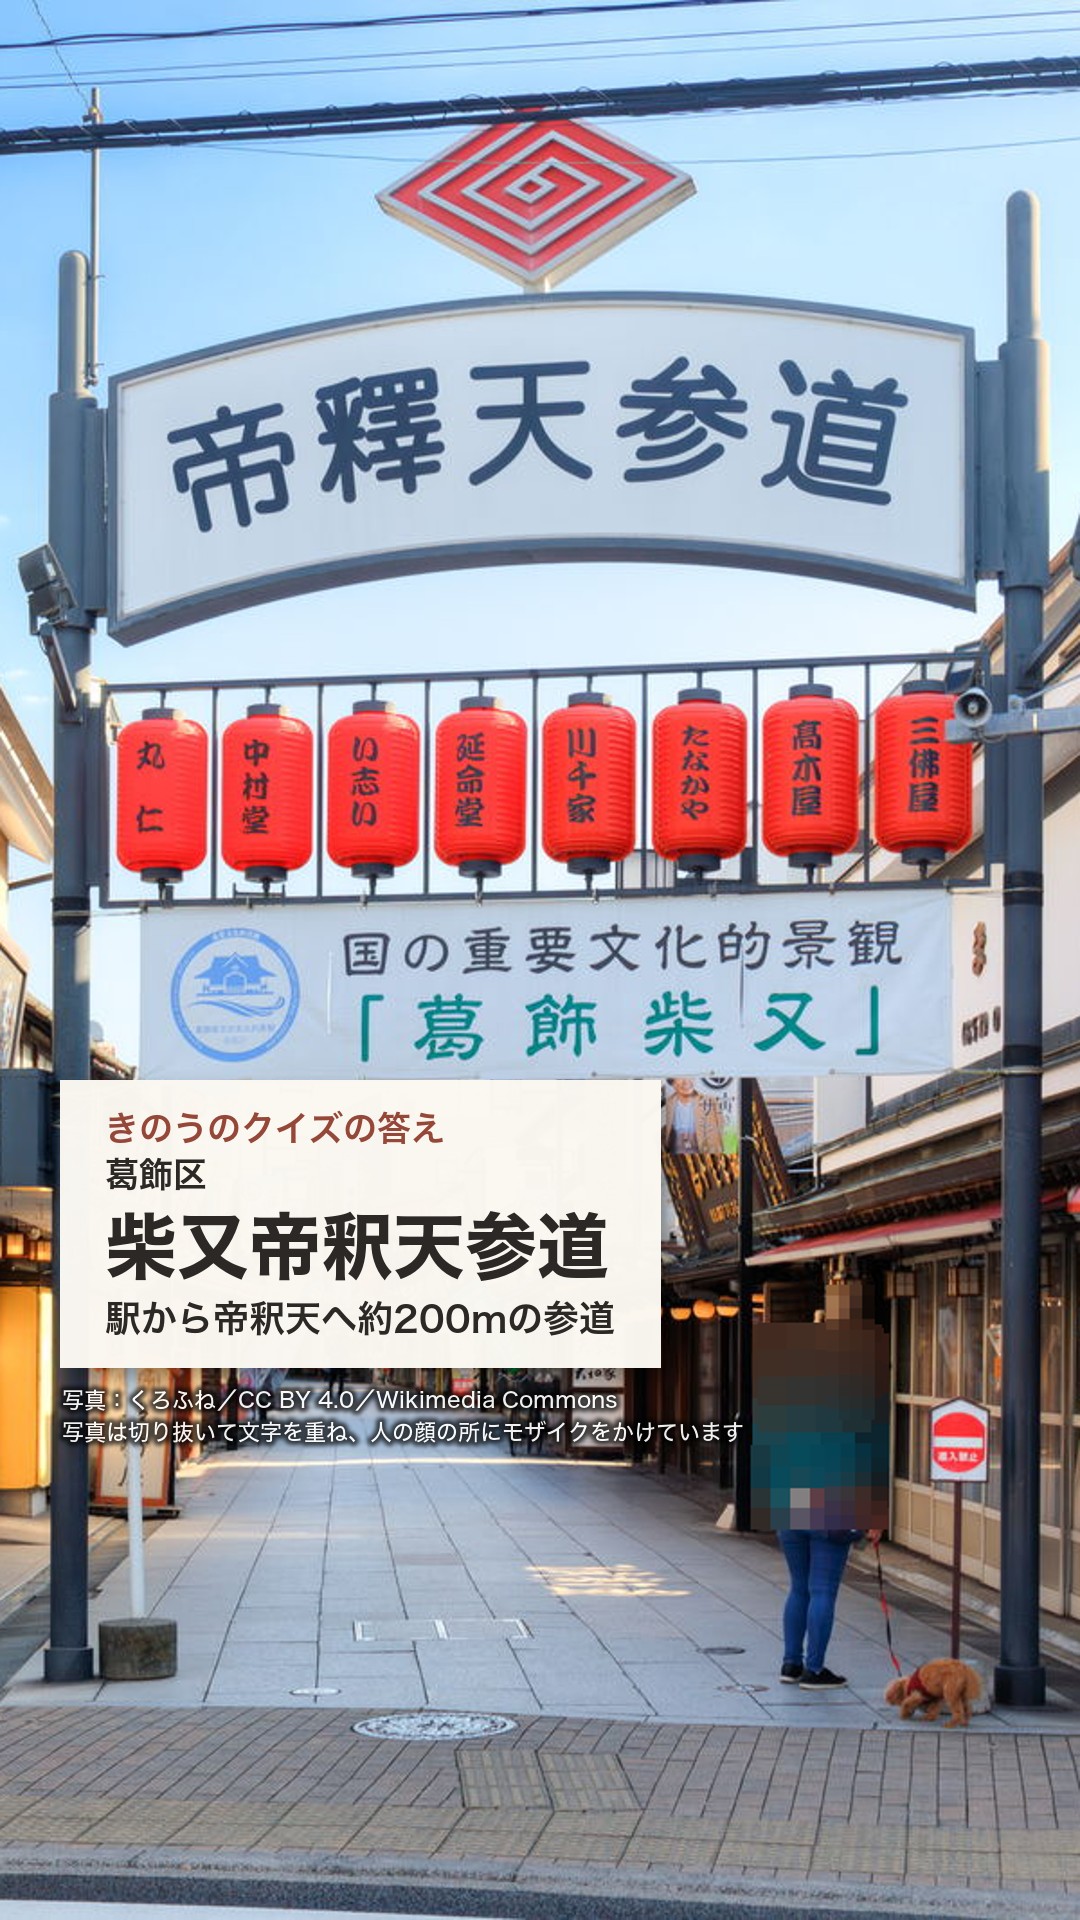 帝釋天参道
丸仁
中村堂
い志い
延命堂
川千家
たなかや
髙木屋
三佛屋
国の重要文化的景観
「葛飾柴又」
きのうのクイズの答え
葛飾区
柴又帝釈天参道
駅から帝釈天へ約200mの参道
写真：くろふね／CC BY 4.0／Wikimedia Commons
写真は切り抜いて文字を重ね、人の顔の所にモザイクをかけています
進入禁止